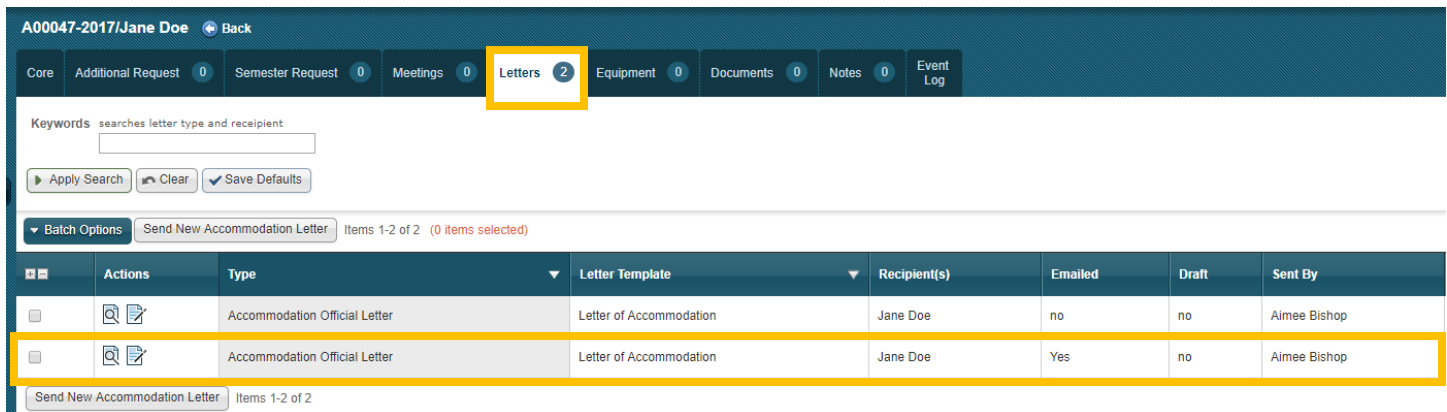 A00047-2017/Jane Doe Back
Core Additional Request 0 Semester Request 0 Meetings 0 Letters 2 Equipment 0 Documents 0 Notes 0 Event Log
Keywords searches letter type and receipient
Apply Search Clear Save Defaults
Batch Options Send New Accommodation Letter Items 1-2 of 2 (0 items selected)
Actions Type Letter Template Recipient(s) Emailed Draft Sent By
Accommodation Official Letter Letter of Accommodation Jane Doe no no Aimee Bishop
Accommodation Official Letter Letter of Accommodation Jane Doe Yes no Aimee Bishop
Send New Accommodation Letter Items 1-2 of 2